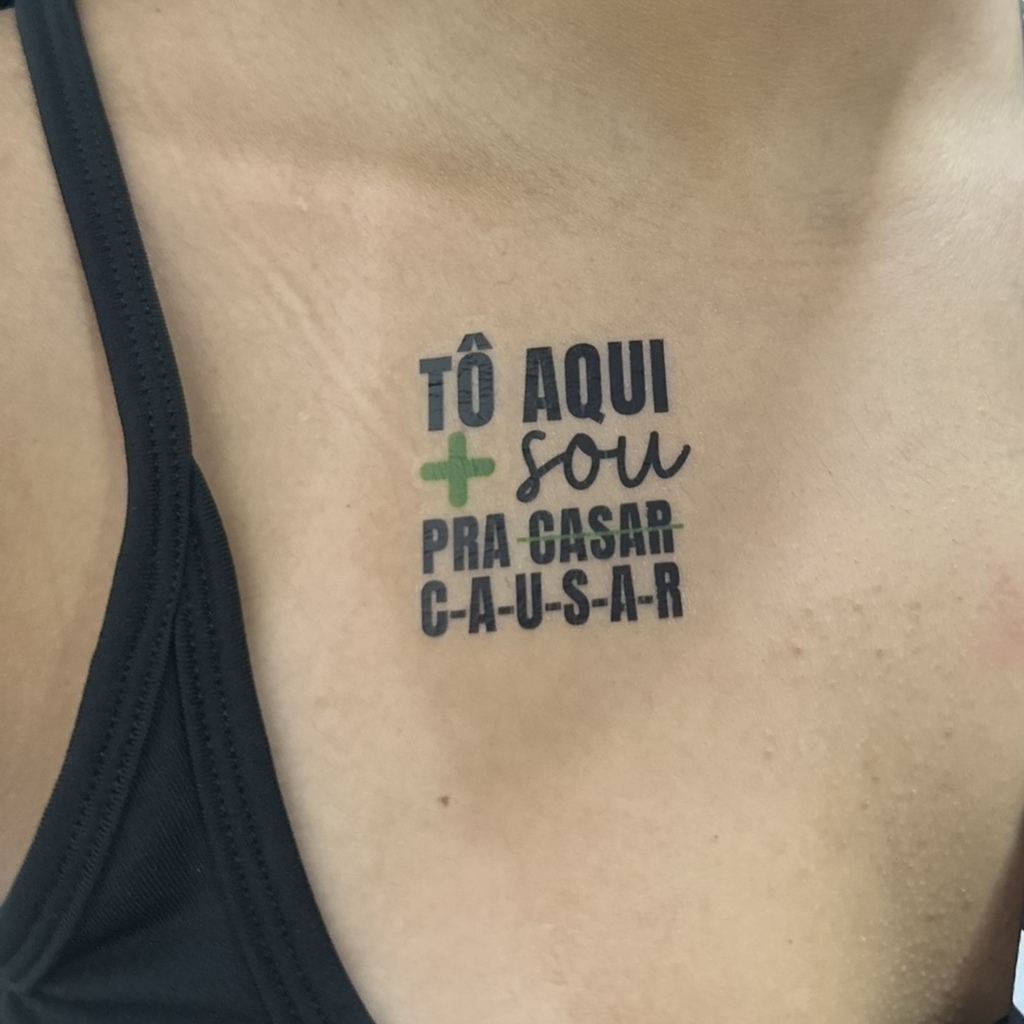 TÔ AQUI
+ sou
PRA CASAR
C-A-U-S-A-R